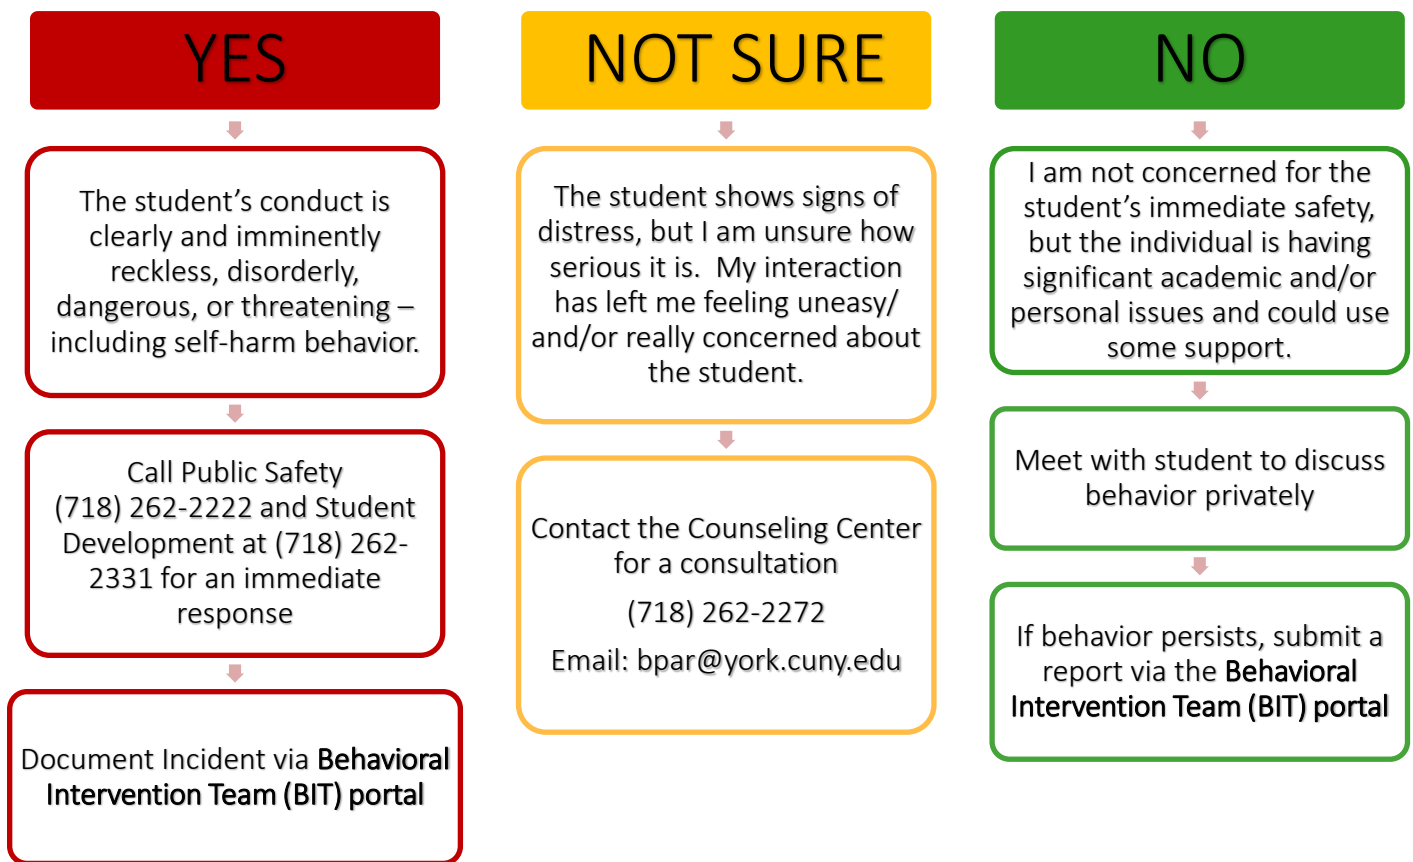 YES
The student’s conduct is
clearly and imminently
reckless, disorderly,
dangerous, or threatening –
including self-harm behavior.
Call Public Safety
(718) 262-2222 and Student
Development at (718) 262-
2331 for an immediate
response
Document Incident via Behavioral
Intervention Team (BIT) portal
NOT SURE
The student shows signs of
distress, but I am unsure how
serious it is.  My interaction
has left me feeling uneasy/
and/or really concerned about
the student.
Contact the Counseling Center
for a consultation
(718) 262-2272
Email: bpar@york.cuny.edu
NO
I am not concerned for the
student’s immediate safety,
but the individual is having
significant academic and/or
personal issues and could use
some support.
Meet with student to discuss
behavior privately
If behavior persists, submit a
report via the Behavioral
Intervention Team (BIT) portal